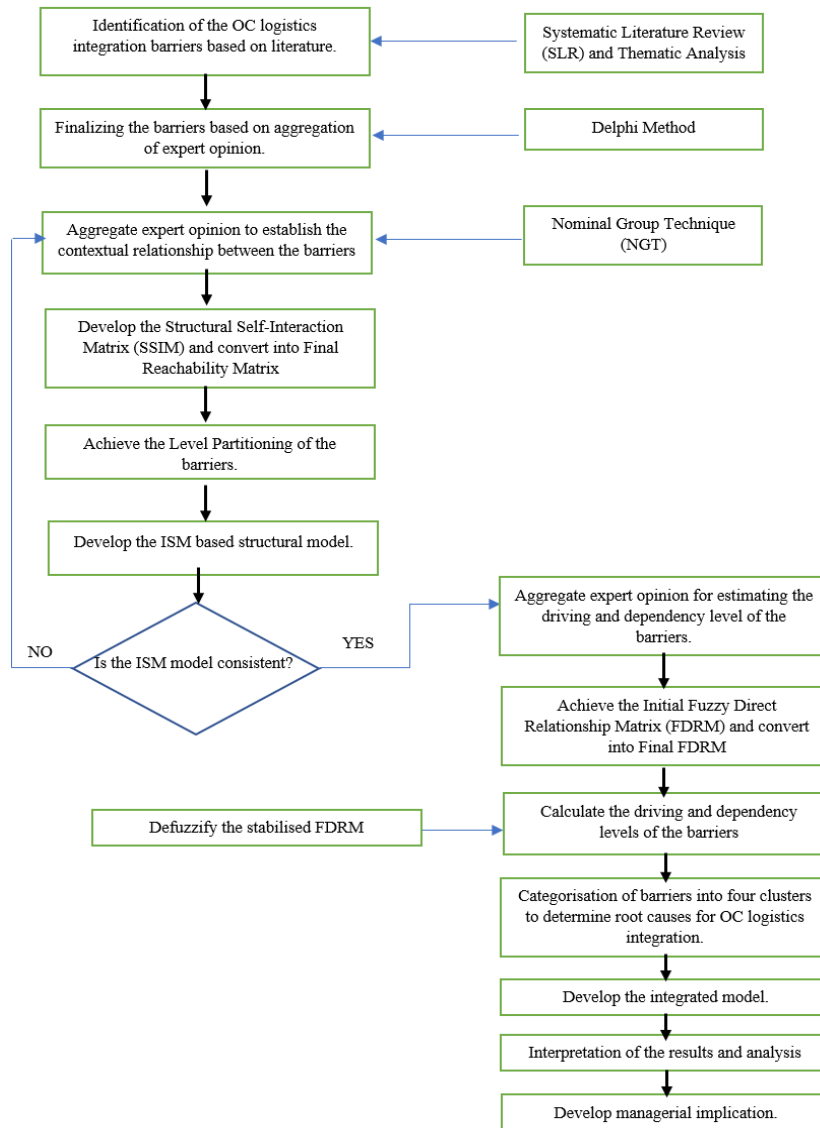 Identification of the OC logistics
integration barriers based on literature.
Systematic Literature Review
(SLR) and Thematic Analysis
Finalizing the barriers based on aggregation
of expert opinion.
Delphi Method
Aggregate expert opinion to establish the
contextual relationship between the barriers
Nominal Group Technique
(NGT)
Develop the Structural Self-Interaction
Matrix (SSIM) and convert into Final
Reachability Matrix
Achieve the Level Partitioning of the
barriers.
Develop the ISM based structural model.
Is the ISM model consistent?
NO
YES
Aggregate expert opinion for estimating the
driving and dependency level of the
barriers.
Achieve the Initial Fuzzy Direct
Relationship Matrix (FDRM) and convert
into Final FDRM
Defuzzify the stabilised FDRM
Calculate the driving and dependency
levels of the barriers
Categorisation of barriers into four clusters
to determine root causes for OC logistics
integration.
Develop the integrated model.
Interpretation of the results and analysis
Develop managerial implication.